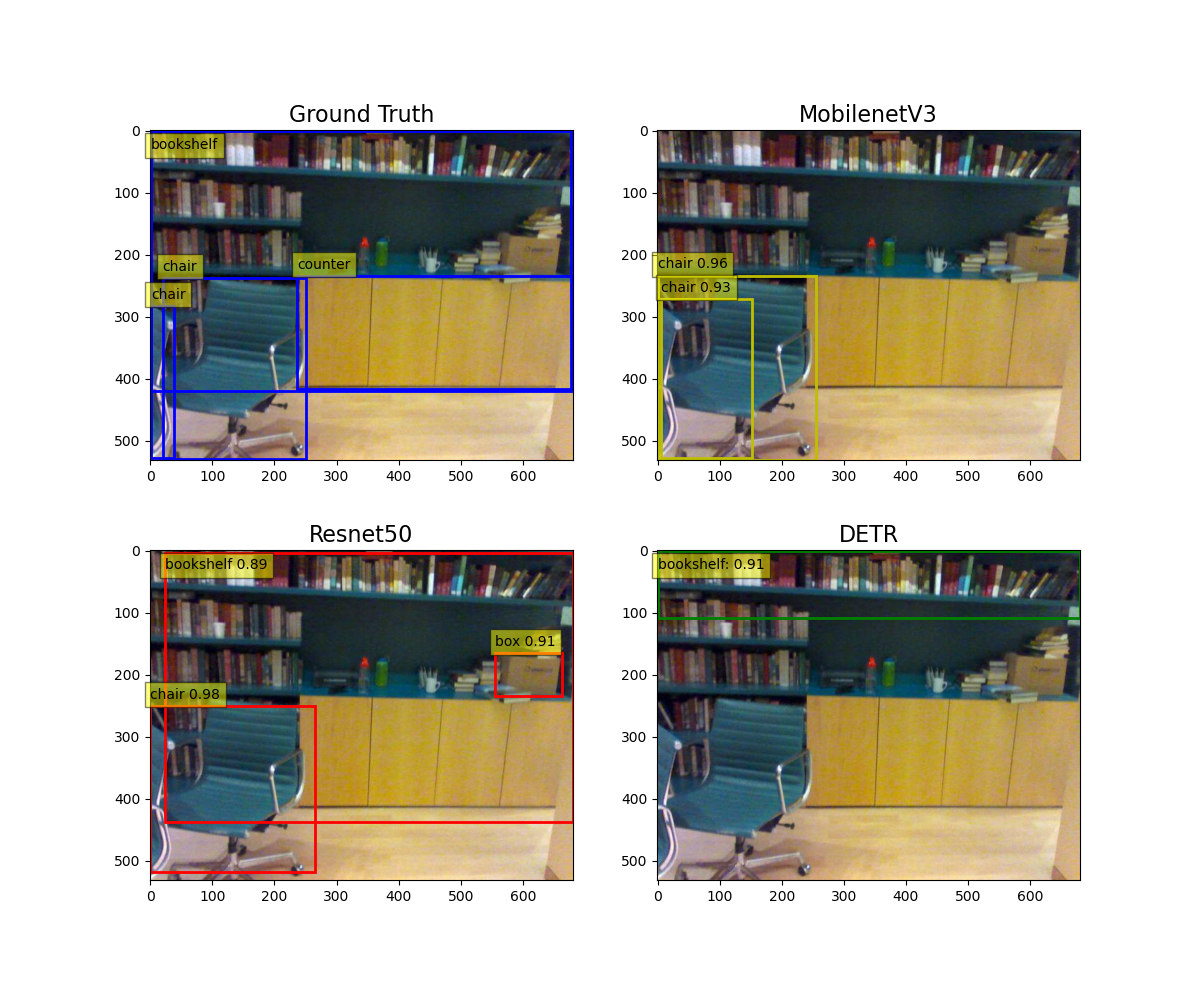 Ground Truth
MobilenetV3
0
100
200
300
400
500
0 100 200 300 400 500 600
bookshelf
chair
counter
chair
0
100
200
300
400
500
0 100 200 300 400 500 600
chair 0.96
chair 0.93
Resnet50
DETR
0
100
200
300
400
500
0 100 200 300 400 500 600
bookshelf 0.89
box 0.91
chair 0.98
0
100
200
300
400
500
0 100 200 300 400 500 600
bookshelf: 0.91